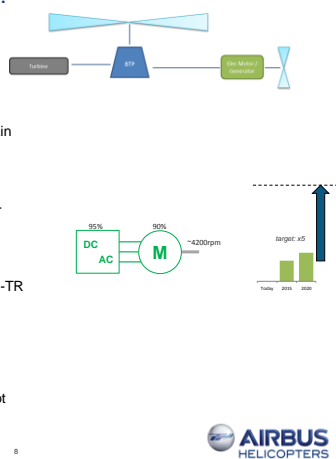 Turbine
BTP
Elec Motor /
Generator
in
95%
90%
DC
AC
M
~4200rpm
target: x5
Today 2015 2020
-TR
pt
8
AIRBUS
HELICOPTERS